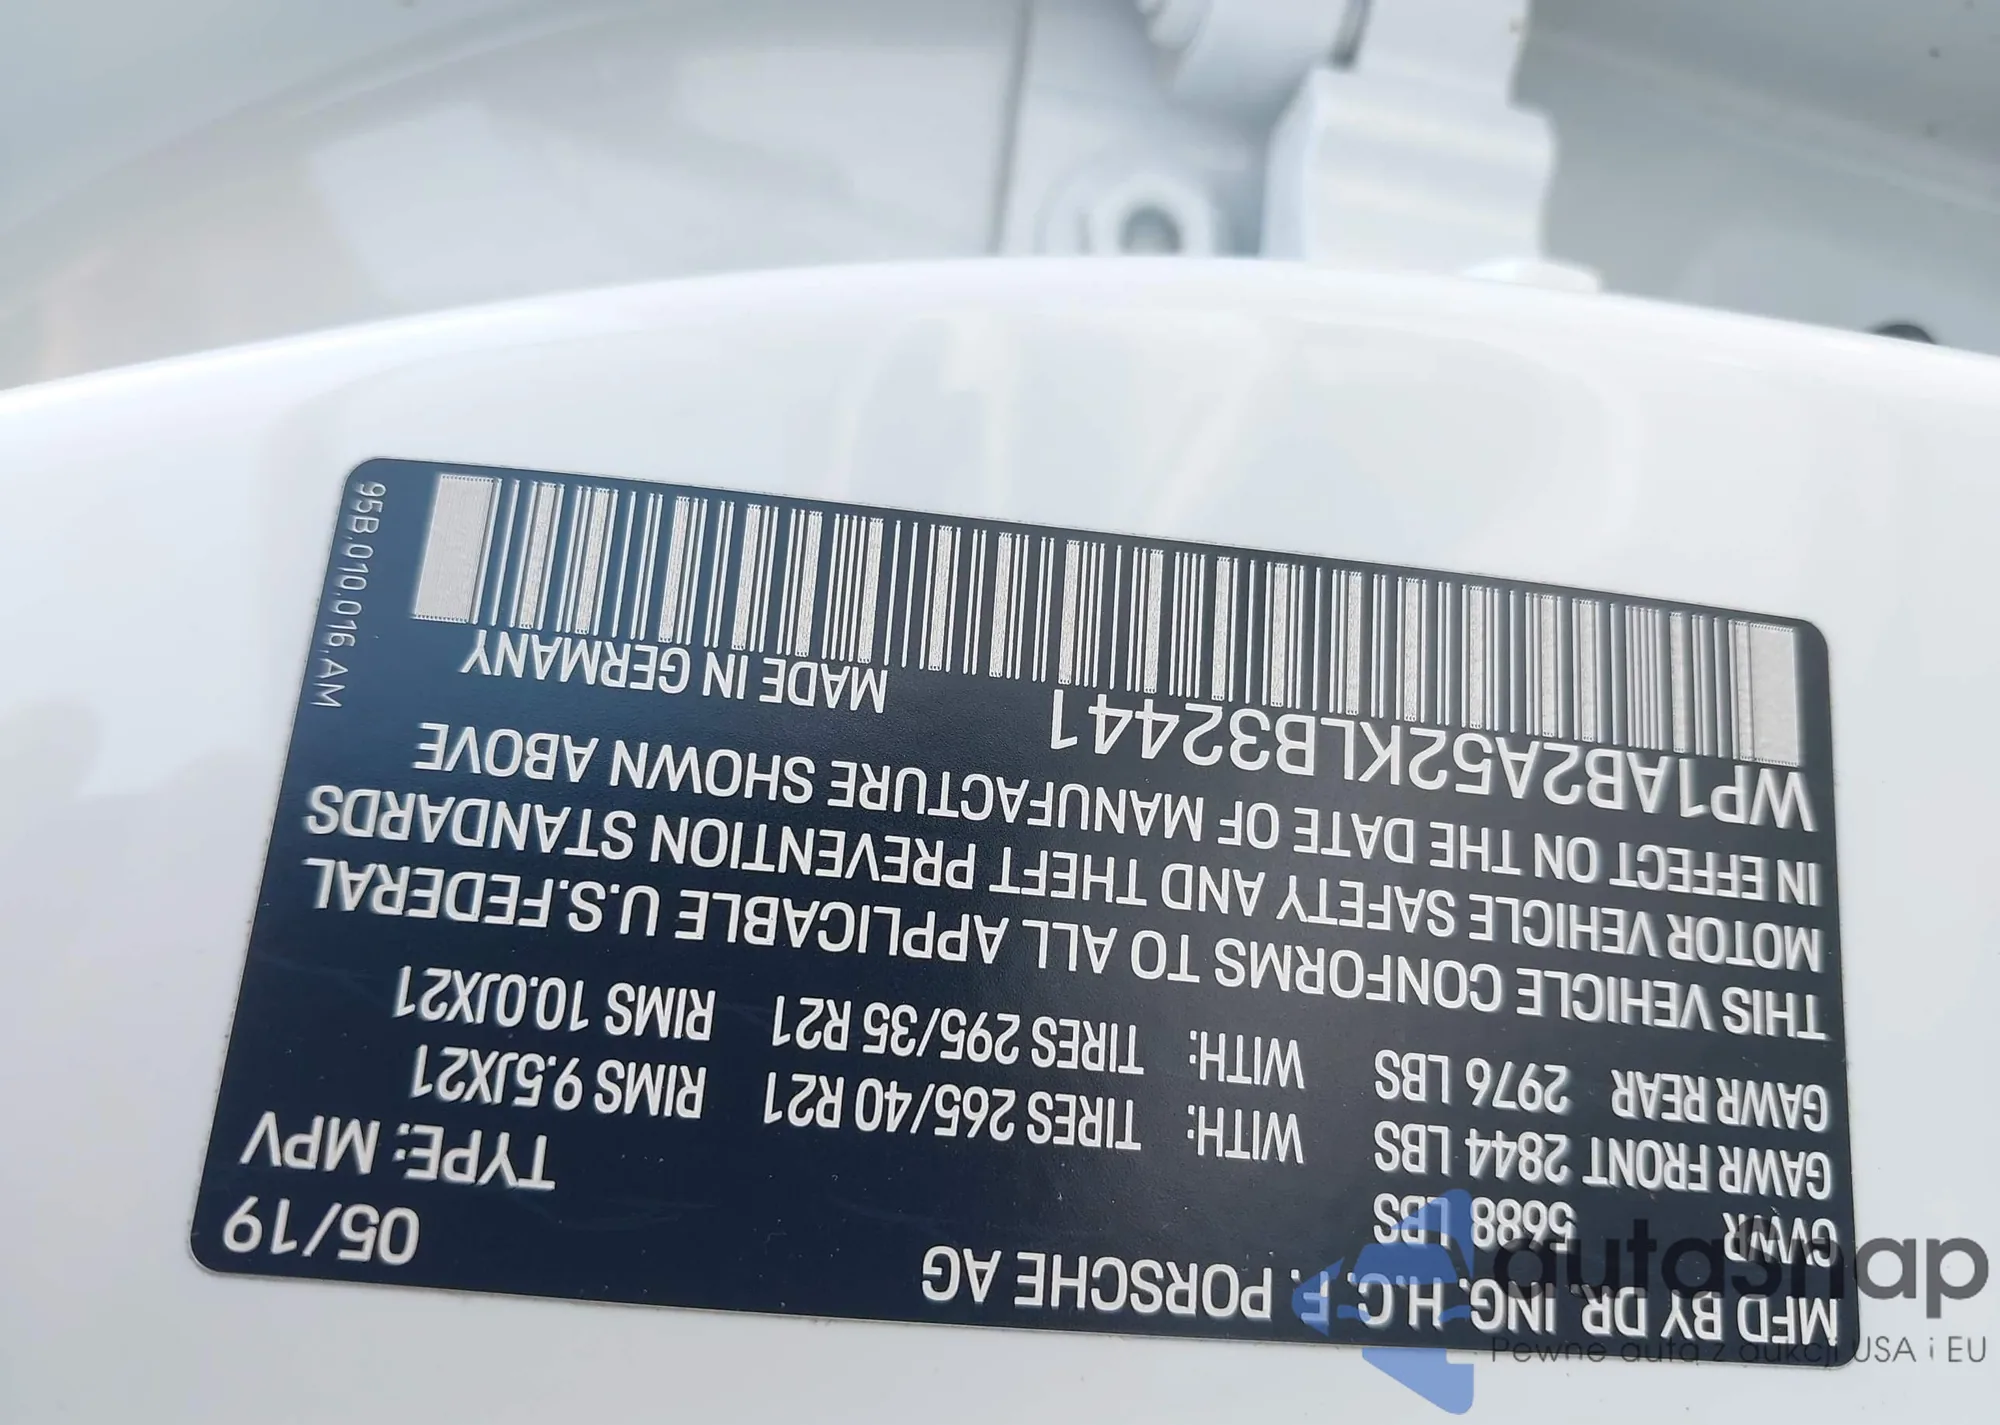 MFD BY DR. ING. H.C. F. PORSCHE AG 05/19
GVWR 5688 LBS TYPE: MPV
GAWR FRONT 2844 LBS WITH: TIRES 265/40 R21 RIMS 9.5JX21
GAWR REAR 2976 LBS WITH: TIRES 295/35 R21 RIMS 10.0JX21
THIS VEHICLE CONFORMS TO ALL APPLICABLE U.S.FEDERAL
MOTOR VEHICLE SAFETY AND THEFT PREVENTION STANDARDS
IN EFFECT ON THE DATE OF MANUFACTURE SHOWN ABOVE
WP1AB2A52KLB32441 MADE IN GERMANY
95B.010.016.AM
autasnap
Pewne auta z aukcji USA i EU